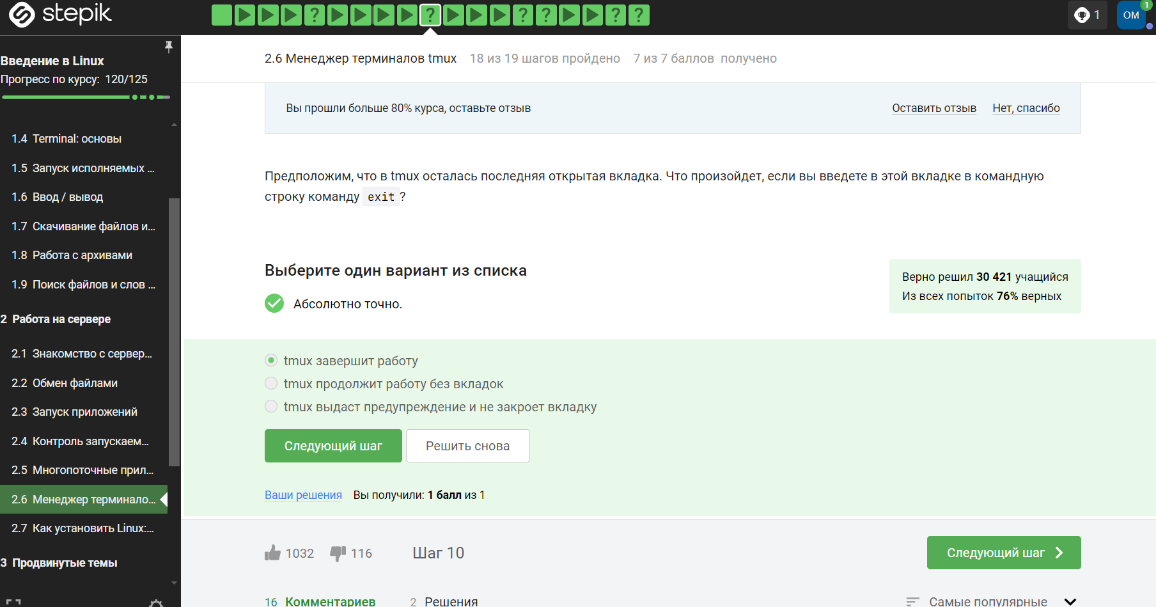 stepik
? ? ? ? ? ?
1
OM
1
Введение в Linux
Прогресс по курсу: 120/125
1.4 Terminal: основы
1.5 Запуск исполняемых ...
1.6 Ввод / вывод
1.7 Скачивание файлов и...
1.8 Работа с архивами
1.9 Поиск файлов и слов ...
2 Работа на сервере
2.1 Знакомство с сервер...
2.2 Обмен файлами
2.3 Запуск приложений
2.4 Контроль запускаем...
2.5 Многопоточные прил...
2.6 Менеджер терминало...
2.7 Как установить Linux:...
3 Продвинутые темы
2.6 Менеджер терминалов tmux 18 из 19 шагов пройдено 7 из 7 баллов получено
Вы прошли больше 80% курса, оставьте отзыв Оставить отзыв Нет, спасибо
Предположим, что в tmux осталась последняя открытая вкладка. Что произойдет, если вы введете в этой вкладке в командную
строку команду exit ?
Выберите один вариант из списка
Абсолютно точно.
Верно решил 30 421 учащийся
Из всех попыток 76% верных
tmux завершит работу
tmux продолжит работу без вкладок
tmux выдаст предупреждение и не закроет вкладку
Следующий шаг Решить снова
Ваши решения Вы получили: 1 балл из 1
1032 116 Шаг 10 Следующий шаг
16 Комментариев 2 Решения Самые популярные